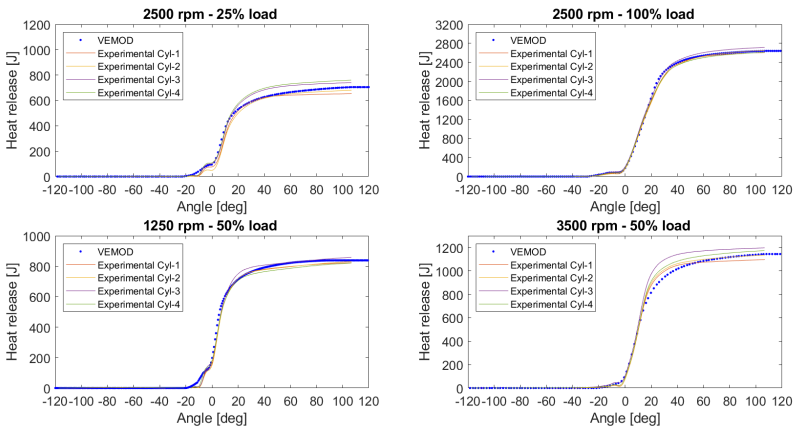 2500 rpm - 25% load
1200
1000
800
600
400
200
0
Heat release [J]
VEMOD
Experimental Cyl-1
Experimental Cyl-2
Experimental Cyl-3
Experimental Cyl-4
-120 -100 -80 -60 -40 -20 0 20 40 60 80 100 120
Angle [deg]
2500 rpm - 100% load
3200
2800
2400
2000
1600
1200
800
400
0
Heat release [J]
VEMOD
Experimental Cyl-1
Experimental Cyl-2
Experimental Cyl-3
Experimental Cyl-4
-120 -100 -80 -60 -40 -20 0 20 40 60 80 100 120
Angle [deg]
1250 rpm - 50% load
1000
800
600
400
200
0
Heat release [J]
VEMOD
Experimental Cyl-1
Experimental Cyl-2
Experimental Cyl-3
Experimental Cyl-4
-120 -100 -80 -60 -40 -20 0 20 40 60 80 100 120
Angle [deg]
3500 rpm - 50% load
1200
1000
800
600
400
200
0
Heat release [J]
VEMOD
Experimental Cyl-1
Experimental Cyl-2
Experimental Cyl-3
Experimental Cyl-4
-120 -100 -80 -60 -40 -20 0 20 40 60 80 100 120
Angle [deg]